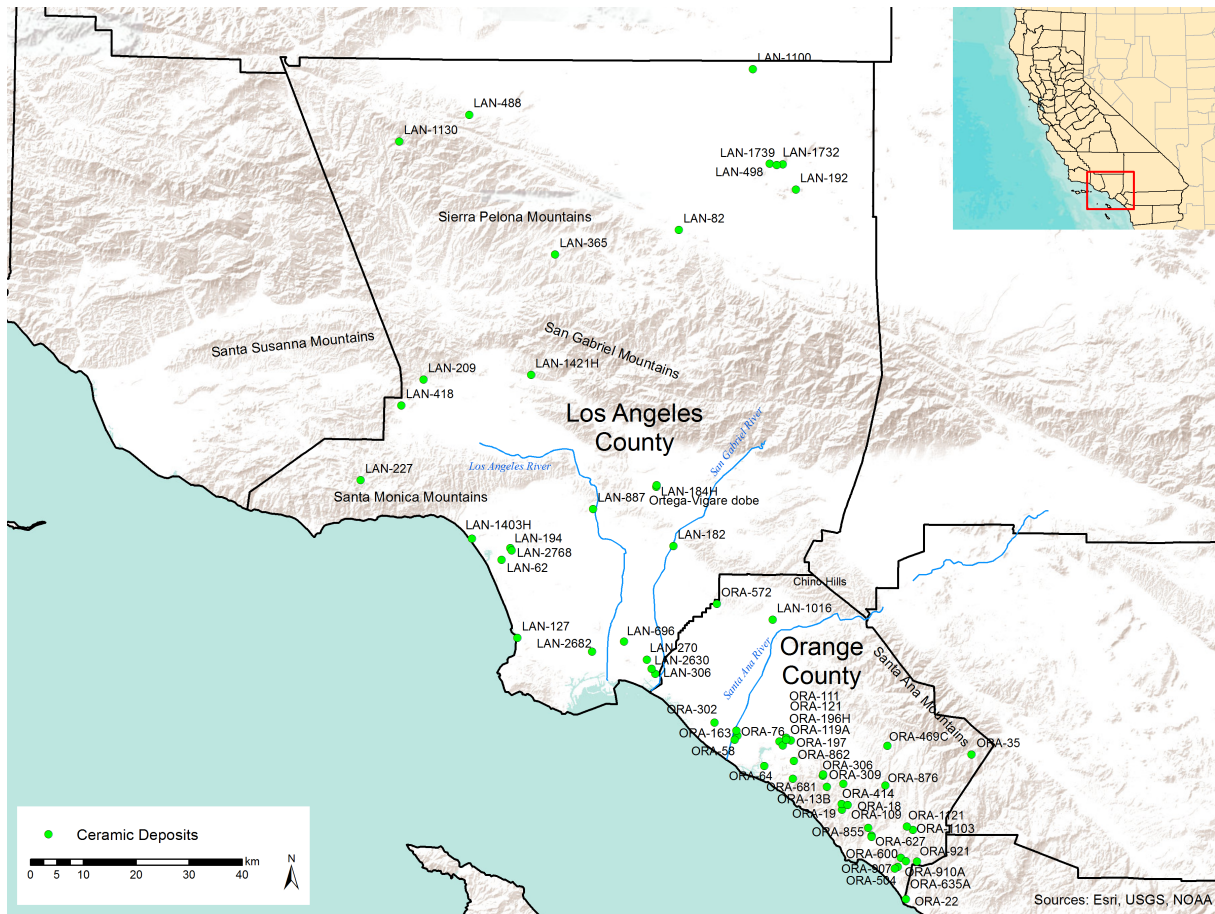 LAN-1100
LAN-488
LAN-1130
LAN-1739
LAN-1732
LAN-498
LAN-192
Sierra Pelona Mountains
LAN-82
LAN-365
Santa Susanna Mountains
San Gabriel Mountains
LAN-1421H
LAN-209
LAN-418
Los Angeles
County
San Gabriel River
Los Angeles River
LAN-227
Santa Monica Mountains
LAN-184H
Ortega-Vigare dobe
LAN-887
LAN-1403H
LAN-194
LAN-2768
LAN-62
LAN-182
Chino Hills
ORA-572
LAN-1016
LAN-127
LAN-2682
LAN-696
LAN-270
LAN-2630
LAN-306
Santa Ana River
Orange
County
Santa Ana Mountains
ORA-111
ORA-121
ORA-196H
ORA-119A
ORA-302
ORA-163
ORA-76
ORA-197
ORA-58
ORA-862
ORA-469C
ORA-35
ORA-64
ORA-306
ORA-309
ORA-876
ORA-681
ORA-13B
ORA-414
ORA-18
ORA-19
ORA-109
ORA-1121
ORA-1103
ORA-855
ORA-627
ORA-600
ORA-921
ORA-907
ORA-910A
ORA-504
ORA-635A
ORA-22
Ceramic Deposits
km
0 5 10 20 30 40
N
Sources: Esri, USGS, NOAA